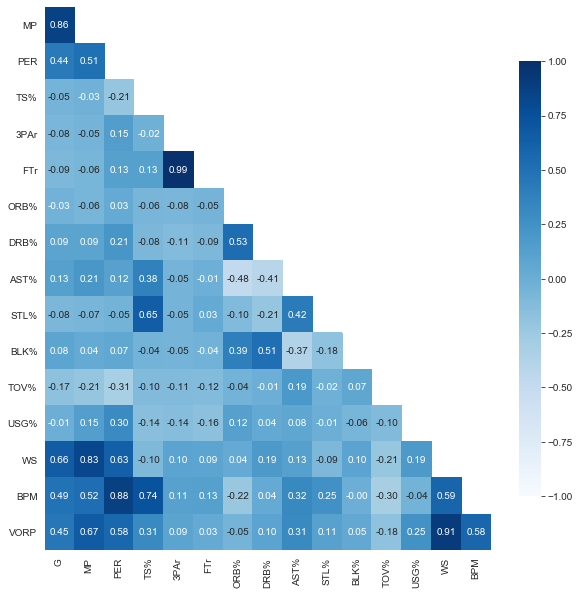 MP 0.86
PER 0.44 0.51
TS% -0.05 -0.03 -0.21
3PAr -0.08 -0.05 0.15 -0.02
FTr -0.09 -0.06 0.13 0.13 0.99
ORB% -0.03 -0.06 0.03 -0.06 -0.08 -0.05
DRB% 0.09 0.09 0.21 -0.08 -0.11 -0.09 0.53
AST% 0.13 0.21 0.12 0.38 -0.05 -0.01 -0.48 -0.41
STL% -0.08 -0.07 -0.05 0.65 -0.05 0.03 -0.10 -0.21 0.42
BLK% 0.08 0.04 0.07 -0.04 -0.05 -0.04 0.39 0.51 -0.37 -0.18
TOV% -0.17 -0.21 -0.31 -0.10 -0.11 -0.12 -0.04 -0.01 0.19 -0.02 0.07
USG% -0.01 0.15 0.30 -0.14 -0.14 -0.16 0.12 0.04 0.08 -0.01 -0.06 -0.10
WS 0.66 0.83 0.63 -0.10 0.10 0.09 0.04 0.19 0.13 -0.09 0.10 -0.21 0.19
BPM 0.49 0.52 0.88 0.74 0.11 0.13 -0.22 0.04 0.32 0.25 -0.00 -0.30 -0.04 0.59
VORP 0.45 0.67 0.58 0.31 0.09 0.03 -0.05 0.10 0.31 0.11 0.05 -0.18 0.25 0.91 0.58
G MP PER TS% 3PAr FTr ORB% DRB% AST% STL% BLK% TOV% USG% WS BPM
1.00
0.75
0.50
0.25
0.00
-0.25
-0.50
-0.75
-1.00